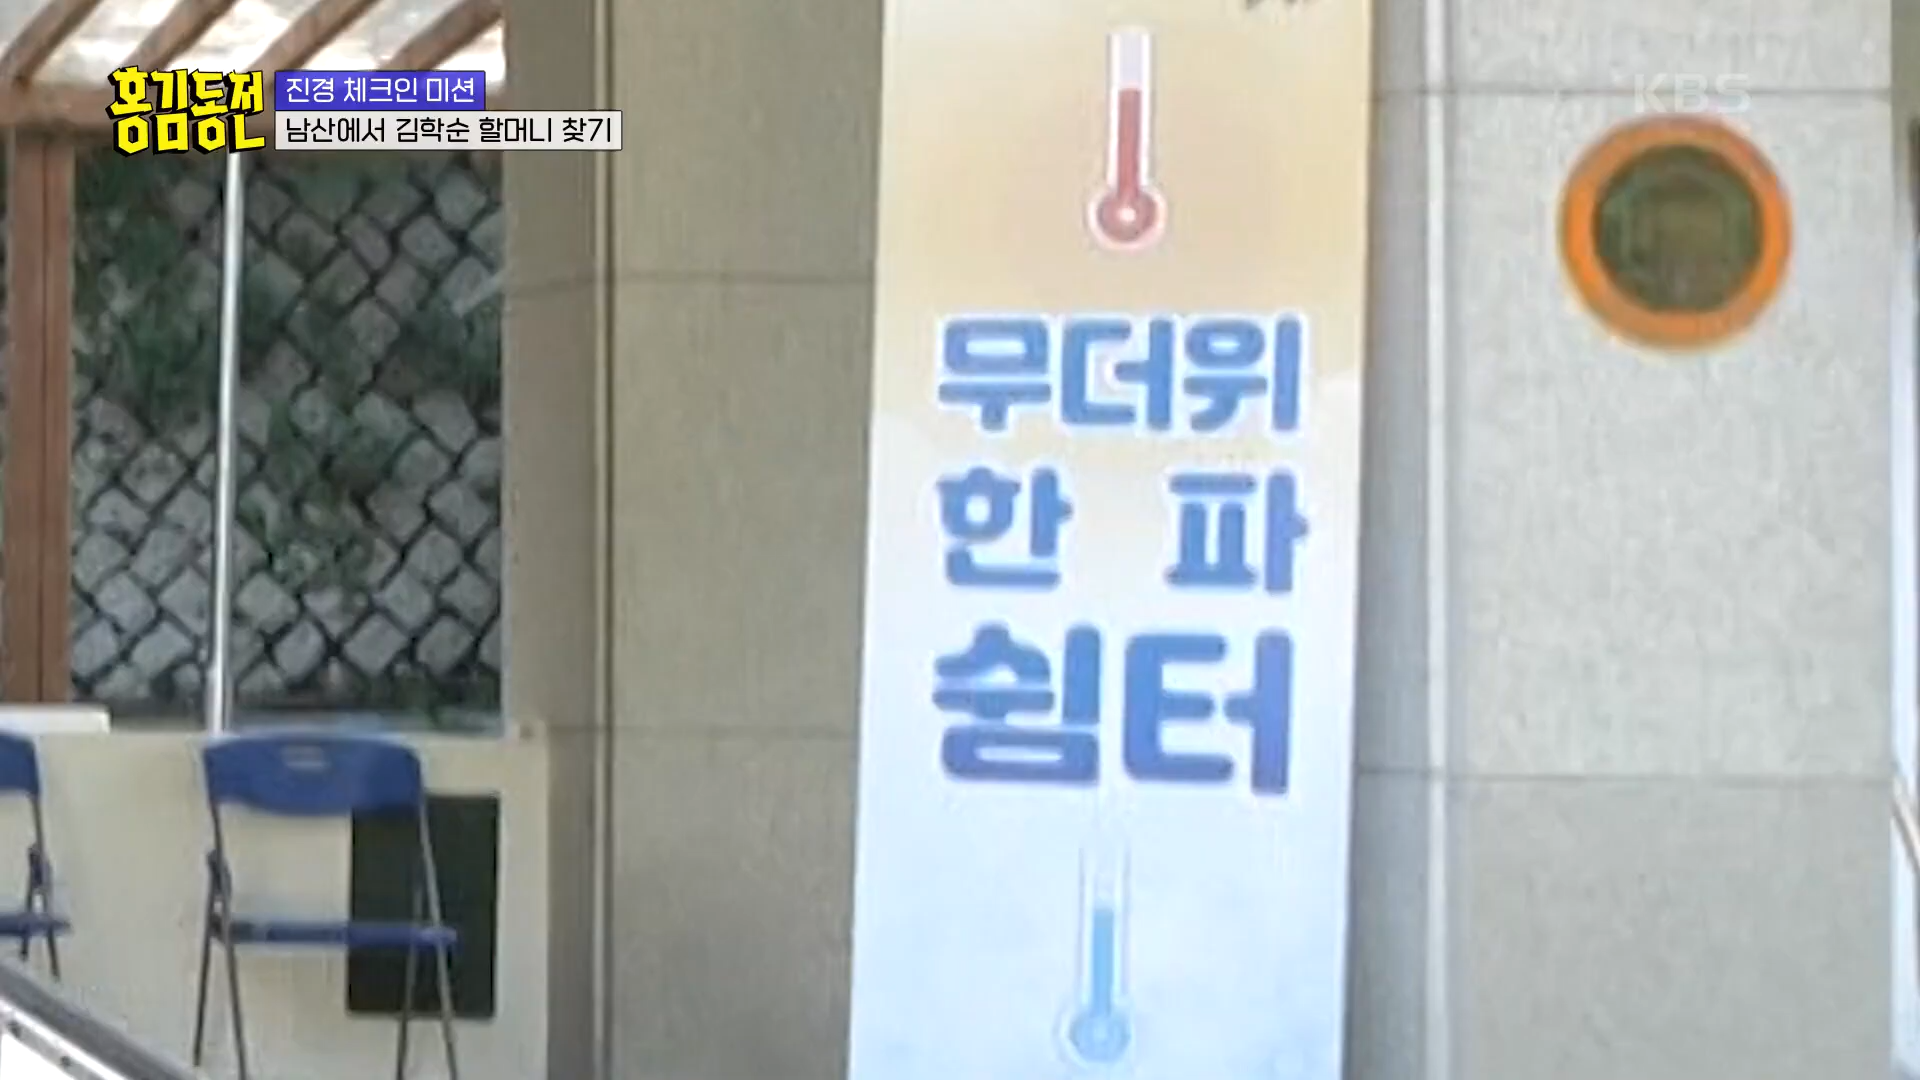 홍김동전
진경 체크인 미션
남산에서 김학순 할머니 찾기
KBS
무더위
한 파
쉼터